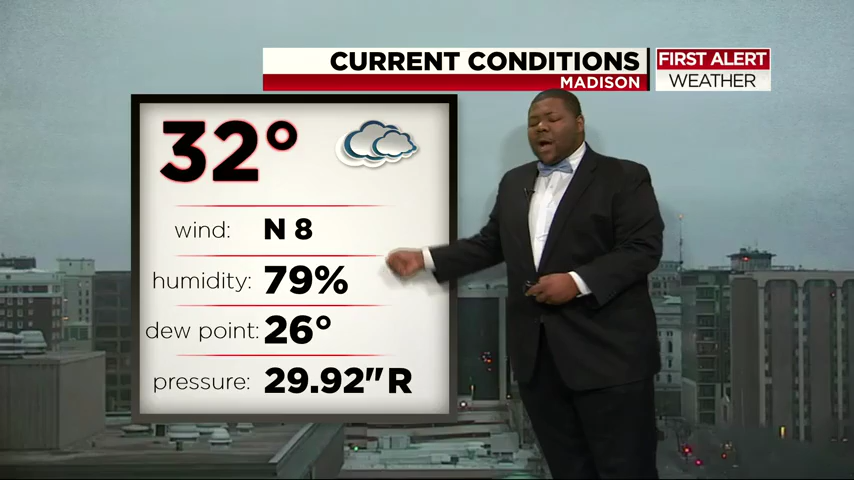 CURRENT CONDITIONS
MADISON
FIRST ALERT
WEATHER
32°
wind: N 8
humidity: 79%
dew point: 26°
pressure: 29.92" R